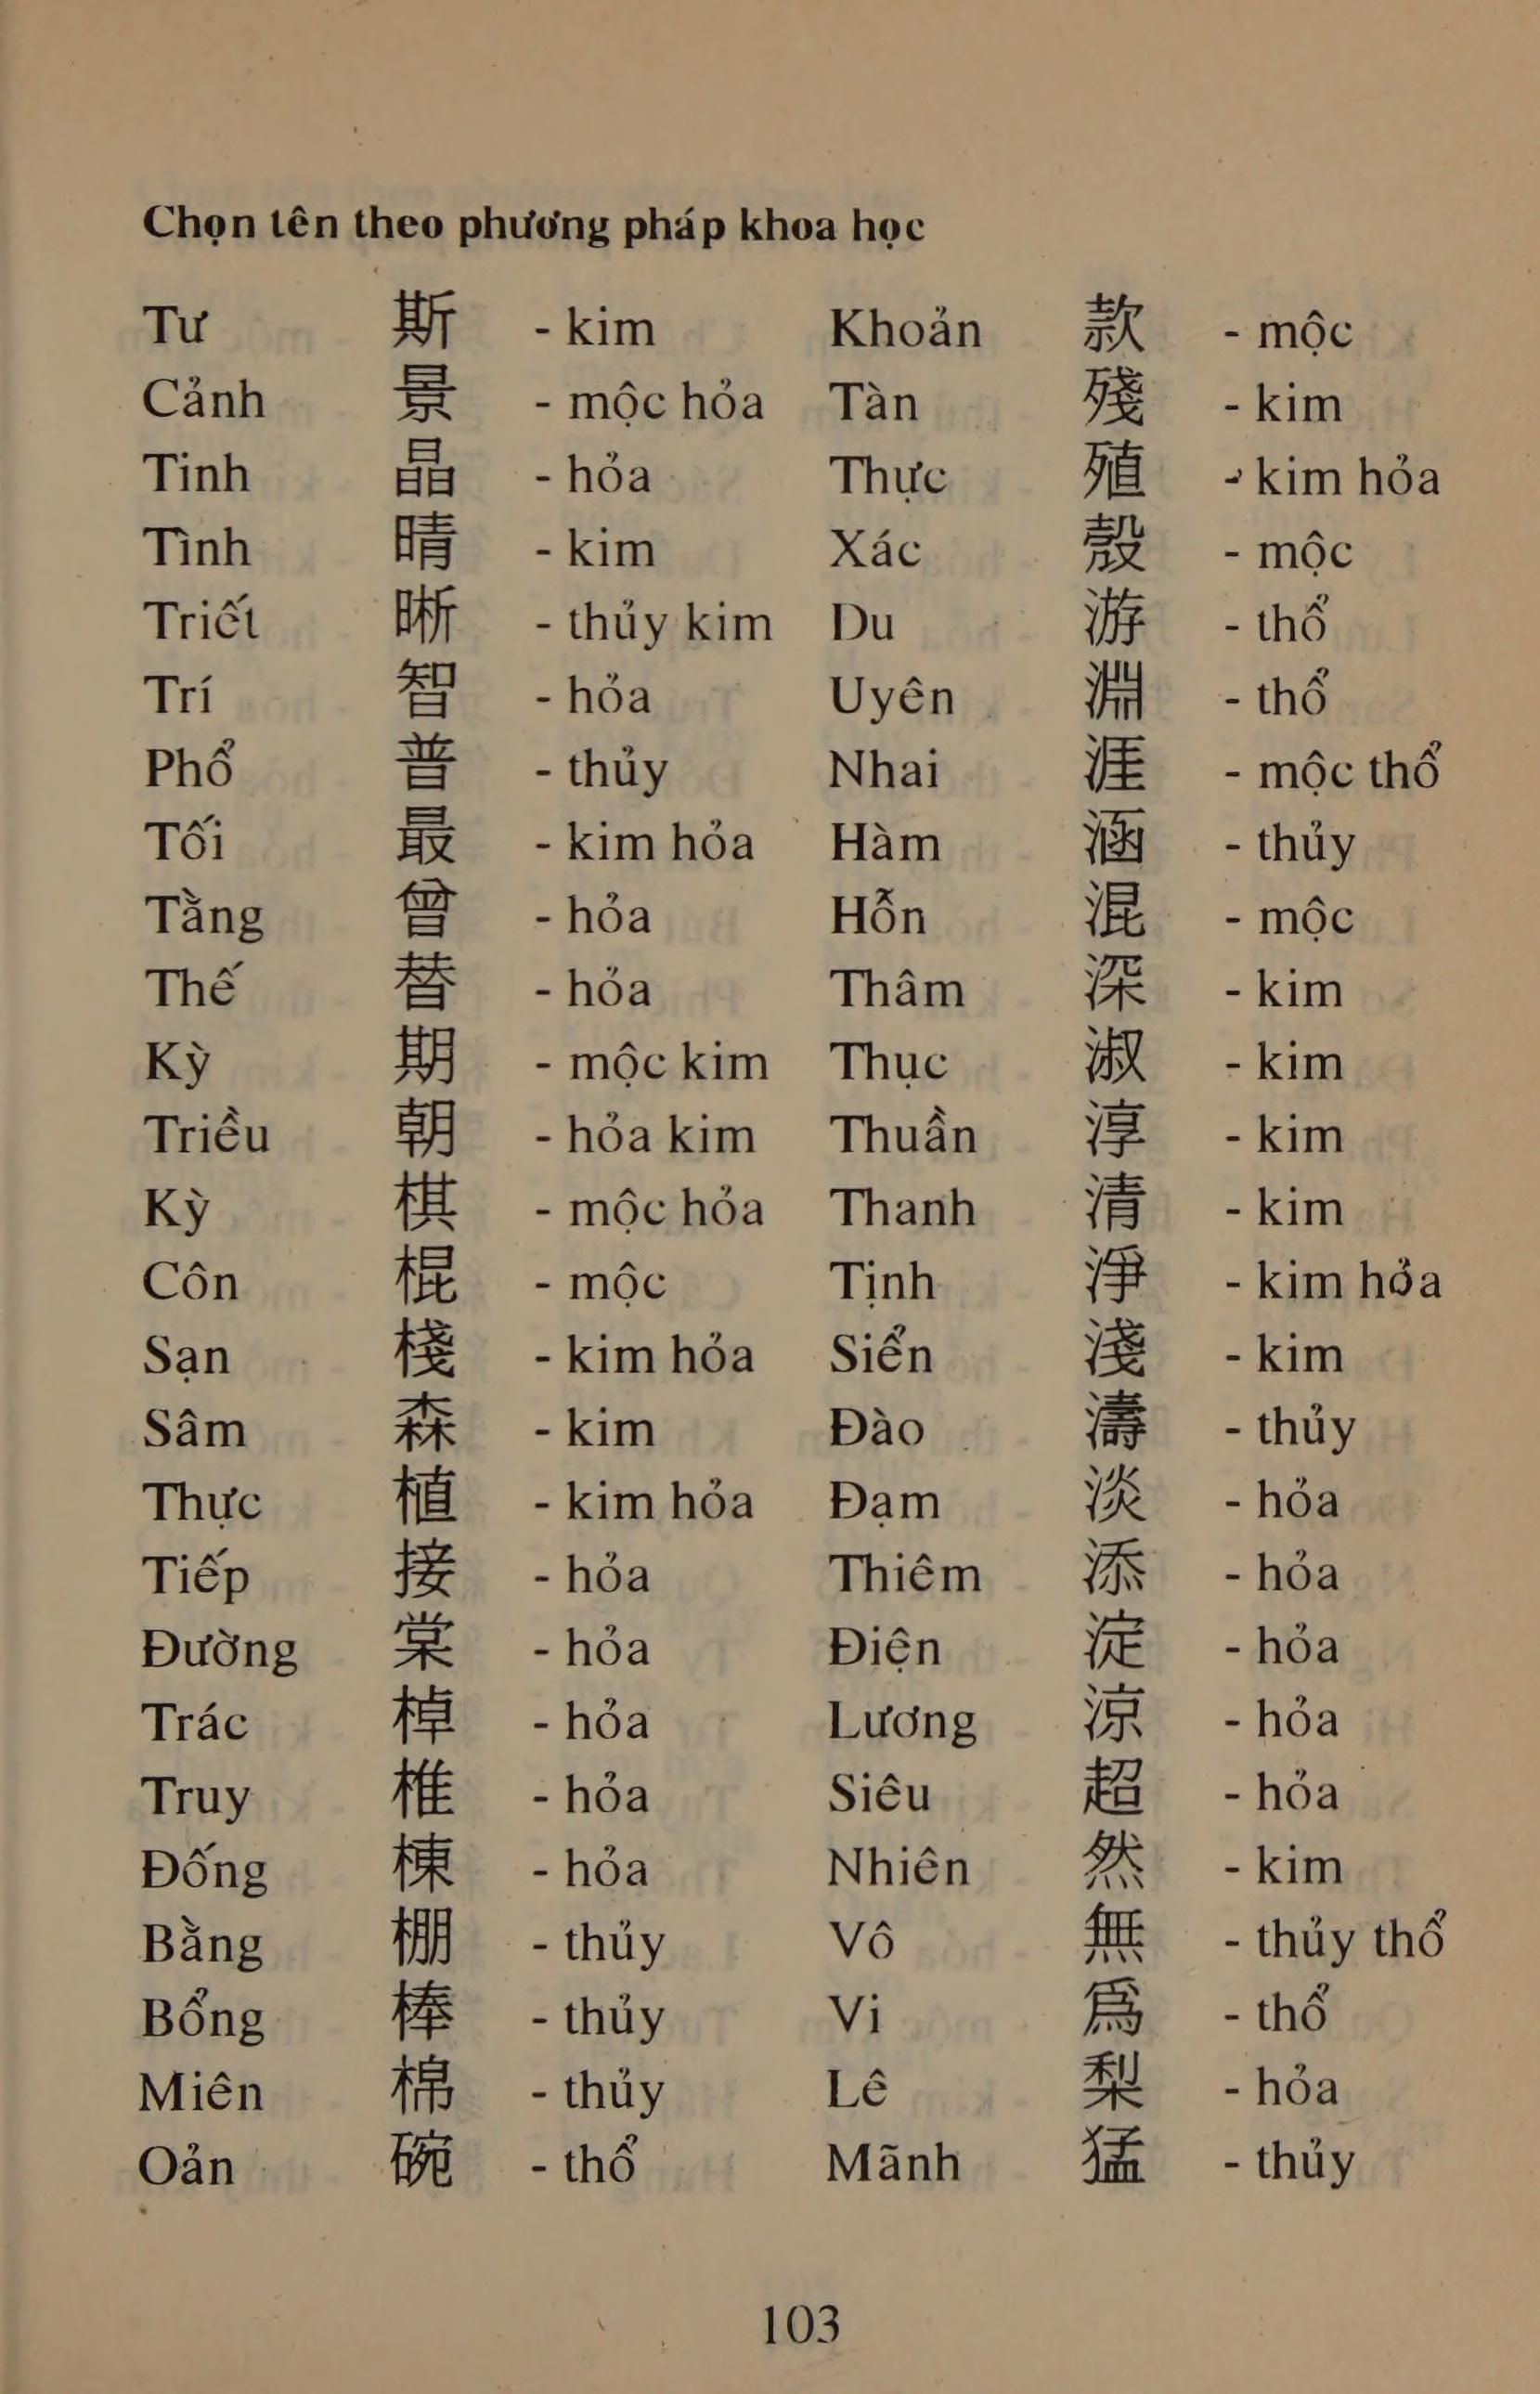 Chọn tên theo phương pháp khoa học
Tư 斯 - kim Khoản 款 - mộc
Cảnh 景 - mộc hỏa Tàn 殘 - kim
Tinh 晶 - hỏa Thực 殖 - kim hỏa
Tình 晴 - kim Xác 殼 - mộc
Triết 晰 - thủy kim Du 游 - thổ
Trí 智 - hỏa Uyên 淵 - thổ
Phổ 普 - thủy Nhai 涯 - mộc thổ
Tối 最 - kim hỏa Hàm 涵 - thủy
Tằng 曾 - hỏa Hỗn 混 - mộc
Thế 替 - hỏa Thâm 深 - kim
Kỳ 期 - mộc kim Thục 淑 - kim
Triều 朝 - hỏa kim Thuần 淳 - kim
Kỳ 棋 - mộc hỏa Thanh 清 - kim
Côn 棍 - mộc Tịnh 淨 - kim hỏa
Sạn 棧 - kim hỏa Siển 淺 - kim
Sâm 森 - kim Đào 濤 - thủy
Thực 植 - kim hỏa Đạm 淡 - hỏa
Tiếp 接 - hỏa Thiêm 添 - hỏa
Đường 棠 - hỏa Điện 淀 - hỏa
Trác 棹 - hỏa Lương 涼 - hỏa
Truy 椎 - hỏa Siêu 超 - hỏa
Đống 棟 - hỏa Nhiên 然 - kim
Bằng 棚 - thủy Vô 無 - thủy thổ
Bổng 棒 - thủy Vi 爲 - thổ
Miên 棉 - thủy Lê 梨 - hỏa
Oản 碗 - thổ Mãnh 猛 - thủy
103